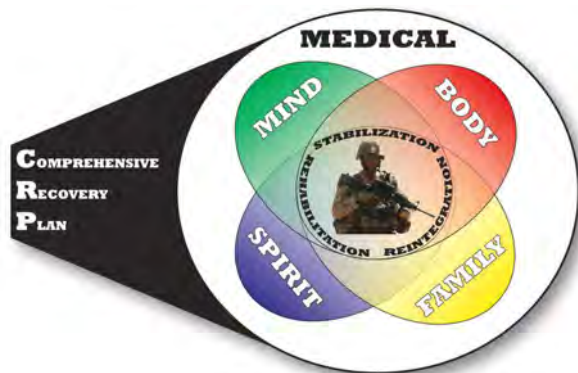 MEDICAL
MIND
BODY
COMPREHENSIVE
RECOVERY
PLAN
STABILIZATION
REHABILITATION
REINTEGRATION
SPIRIT
FAMILY